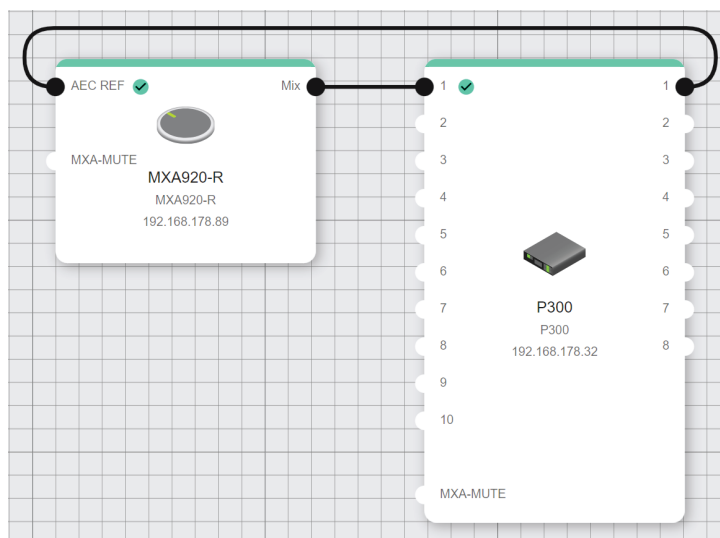 AEC REF
Mix
MXA-MUTE
MXA920-R
MXA920-R
192.168.178.89
1
1
2
2
3
3
4
4
5
5
6
6
7
7
8
8
9
10
P300
P300
192.168.178.32
MXA-MUTE